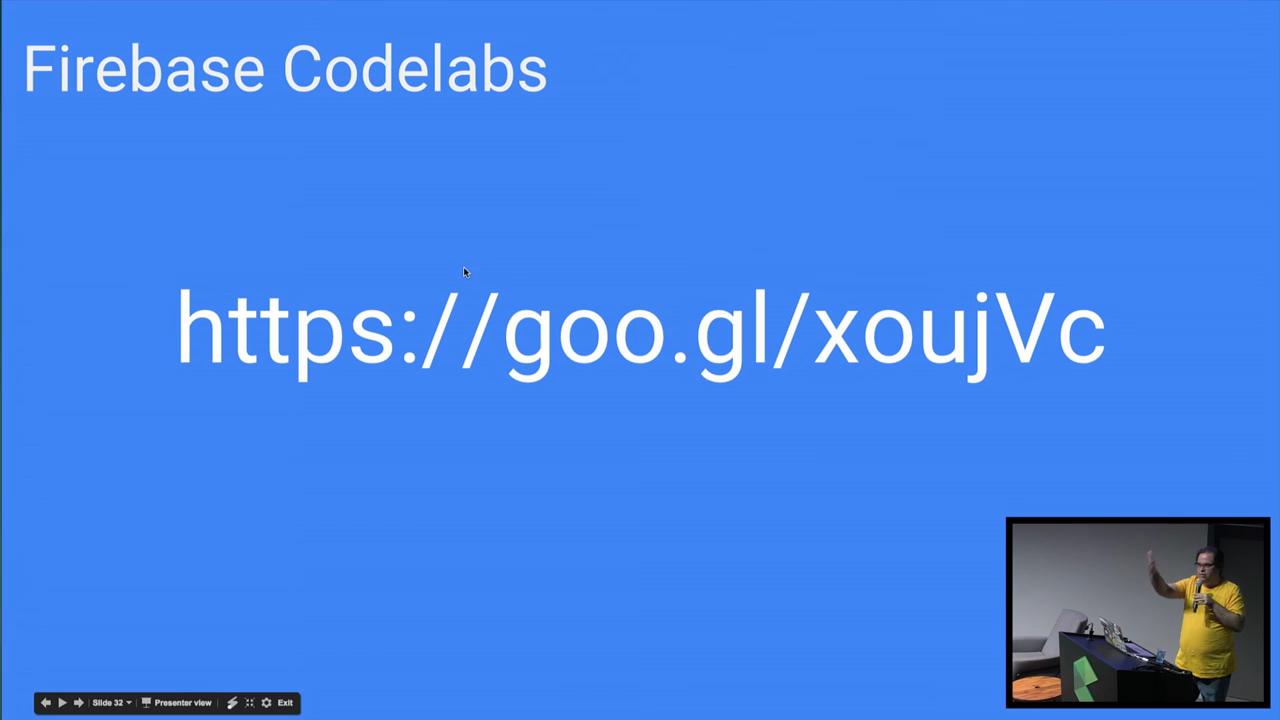 Firebase Codelabs
https://goo.gl/xoujVc
Slide 32
Presenter view
Exit